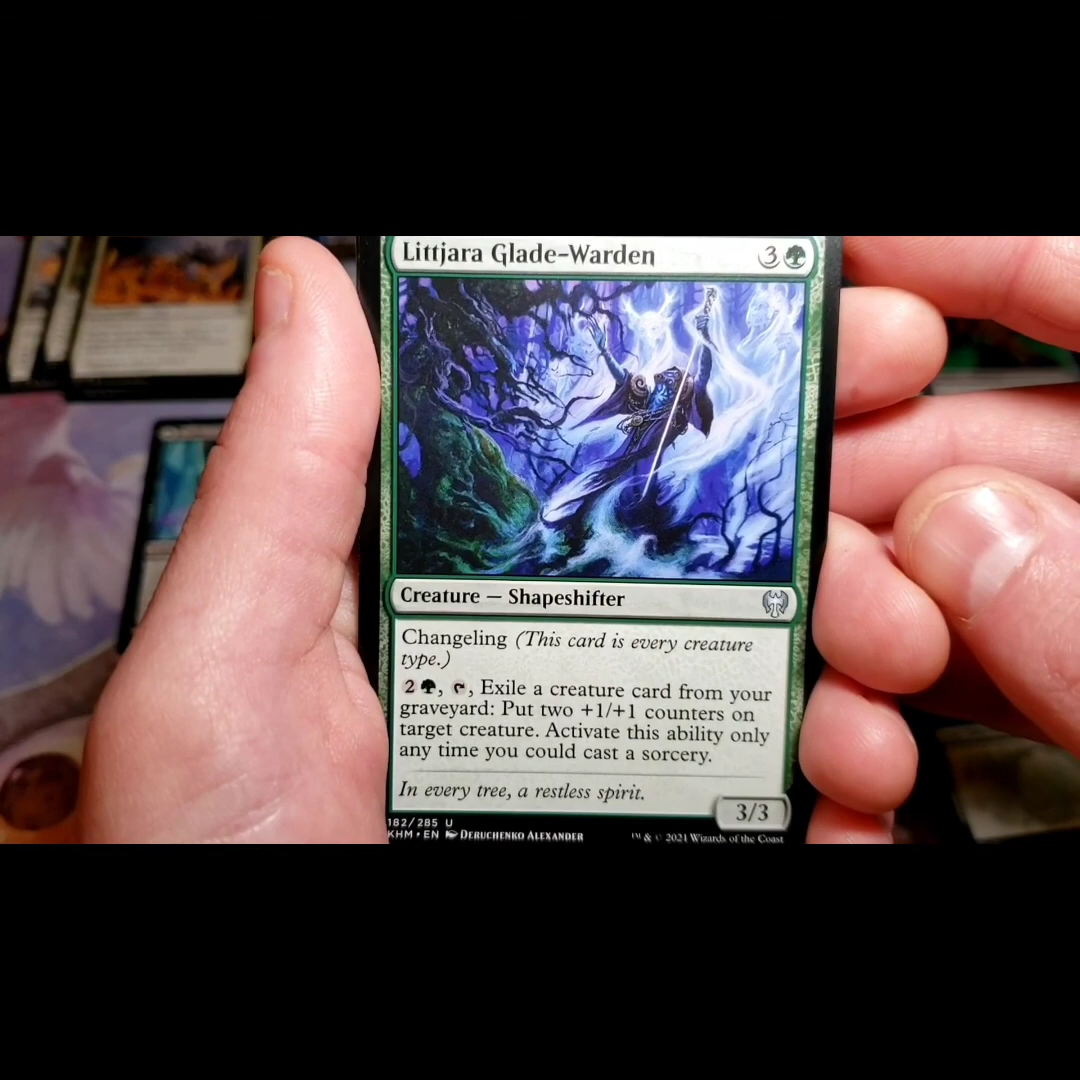 Littjara Glade-Warden 3
Creature — Shapeshifter
Changeling (This card is every creature
type.)
2, , Exile a creature card from your
graveyard: Put two +1/+1 counters on
target creature. Activate this ability only
any time you could cast a sorcery.
In every tree, a restless spirit.
3/3
182/285 U
KHM • EN Deruchenko Alexander
™ & © 2021 Wizards of the Coast